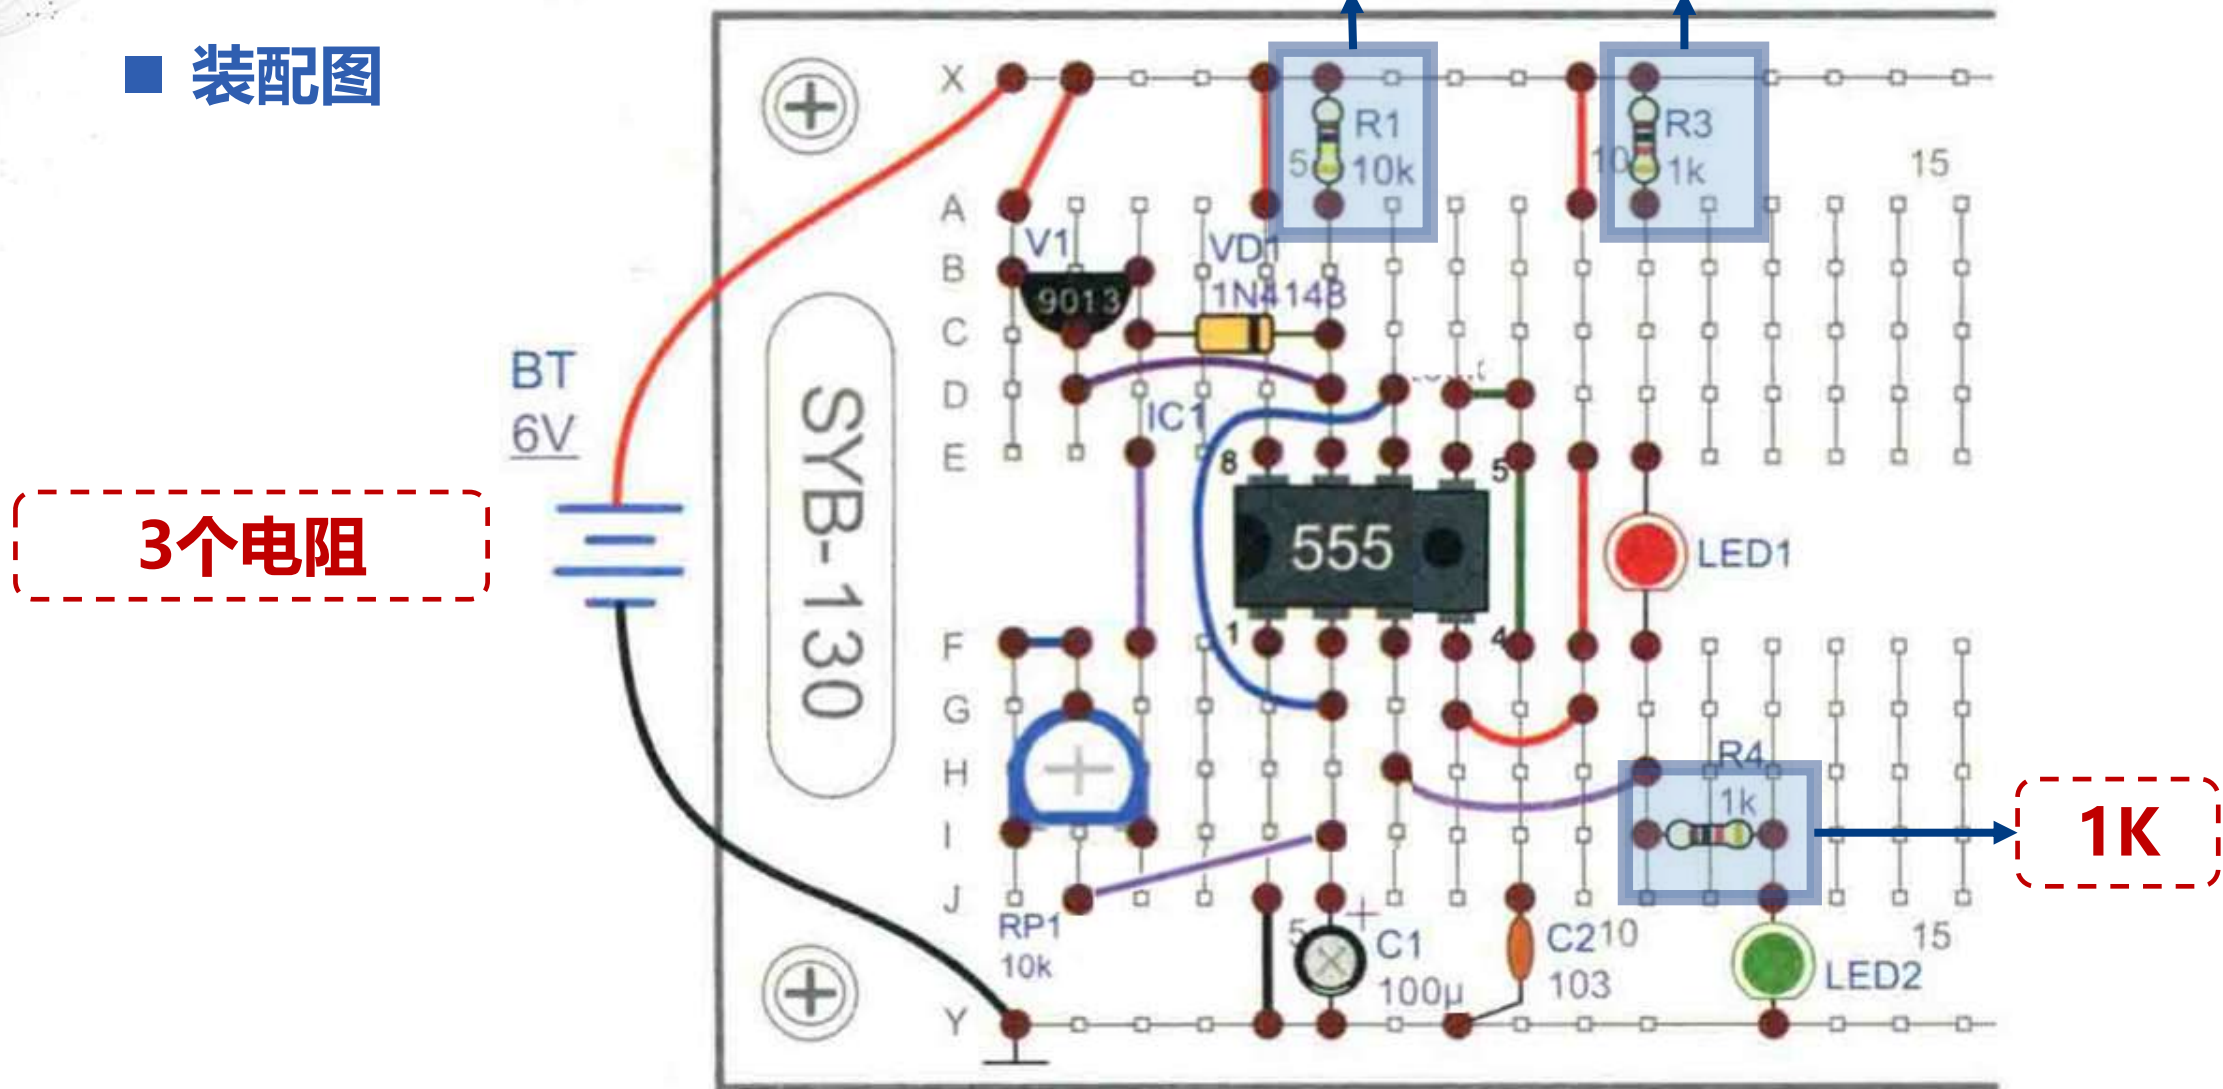 装配图
X
R1
R3
5
10k
10
1k
15
A
V1
VD1
B
1N4148
9013
C
BT
D
6V
IC1
E
8
5
SYB-130
3个电阻
555
LED1
F
1
4
G
R4
H
1k
I
1K
J
RP1
10k
5
+
C1
100μ
C2
103
10
15
LED2
Y